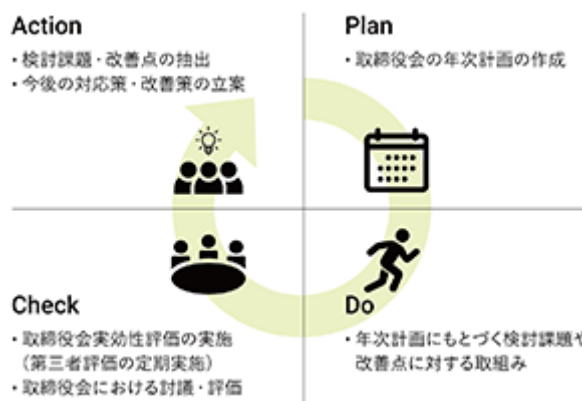 Action
・検討課題・改善点の抽出
・今後の対応策・改善策の立案
Plan
・取締役会の年次計画の作成
Check
・取締役会実効性評価の実施
（第三者評価の定期実施）
・取締役会における討議・評価
Do
・年次計画にもとづく検討課題や
改善点に対する取組み